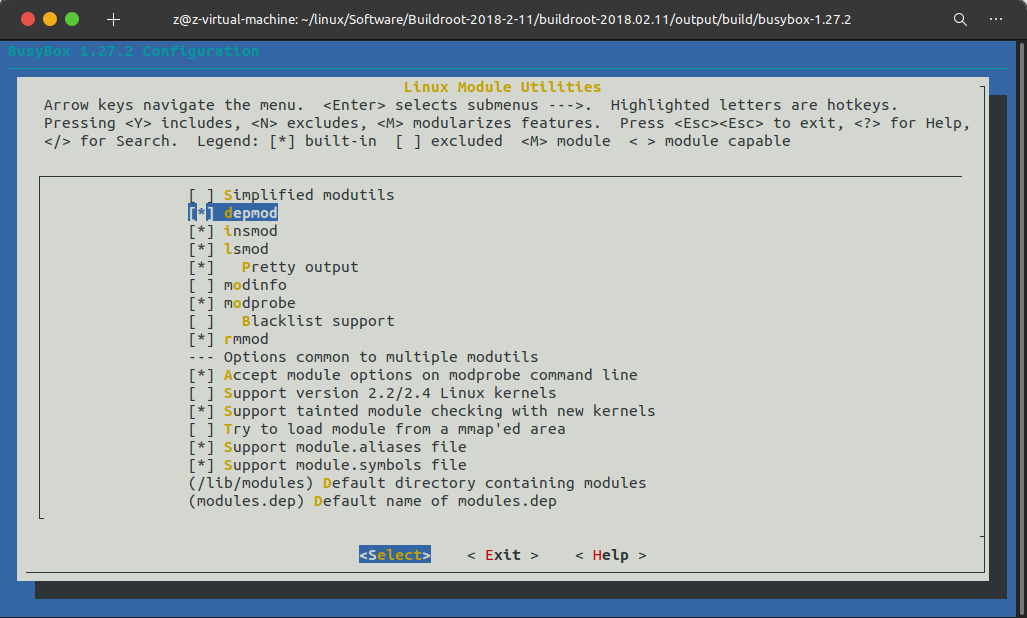 z@z-virtual-machine: ~/linux/Software/Buildroot-2018-2-11/buildroot-2018.02.11/output/build/busybox-1.27.2
BusyBox 1.27.2 Configuration
Linux Module Utilities
Arrow keys navigate the menu.  <Enter> selects submenus --->.  Highlighted letters are hotkeys.
Pressing <Y> includes, <N> excludes, <M> modularizes features.  Press <Esc><Esc> to exit, <?> for Help,
</> for Search.  Legend: [*] built-in  [ ] excluded  <M> module  < > module capable
[ ] Simplified modutils
[*] depmod
[*] insmod
[*] lsmod
[*]   Pretty output
[ ] modinfo
[*] modprobe
[ ]   Blacklist support
[*] rmmod
--- Options common to multiple modutils
[*] Accept module options on modprobe command line
[ ] Support version 2.2/2.4 Linux kernels
[*] Support tainted module checking with new kernels
[ ] Try to load module from a mmap'ed area
[*] Support module.aliases file
[*] Support module.symbols file
(/lib/modules) Default directory containing modules
(modules.dep) Default name of modules.dep
<Select>    < Exit >    < Help >